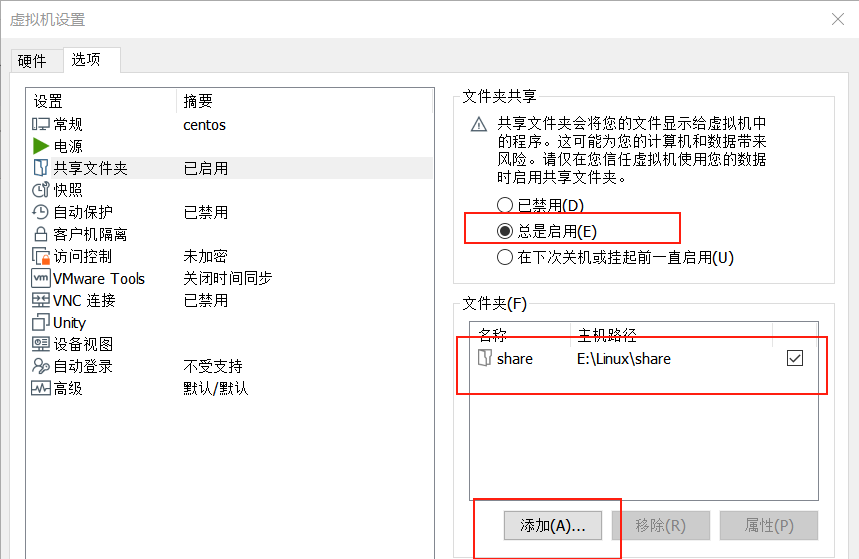 虚拟机设置
硬件 选项
设置 摘要
常规 centos
电源
共享文件夹 已启用
快照
自动保护 已禁用
客户机隔离
访问控制 未加密
vm VMware Tools 关闭时间同步
VNC 连接 已禁用
Unity
设备视图
自动登录 不受支持
高级 默认/默认
文件夹共享
共享文件夹会将您的文件显示给虚拟机中
的程序。这可能为您的计算机和数据带来
风险。请仅在您信任虚拟机使用您的数据
时启用共享文件夹。
已禁用(D)
总是启用(E)
在下次关机或挂起前一直启用(U)
文件夹(F)
名称 主机路径
share E:\Linux\share
添加(A)... 移除(R) 属性(P)